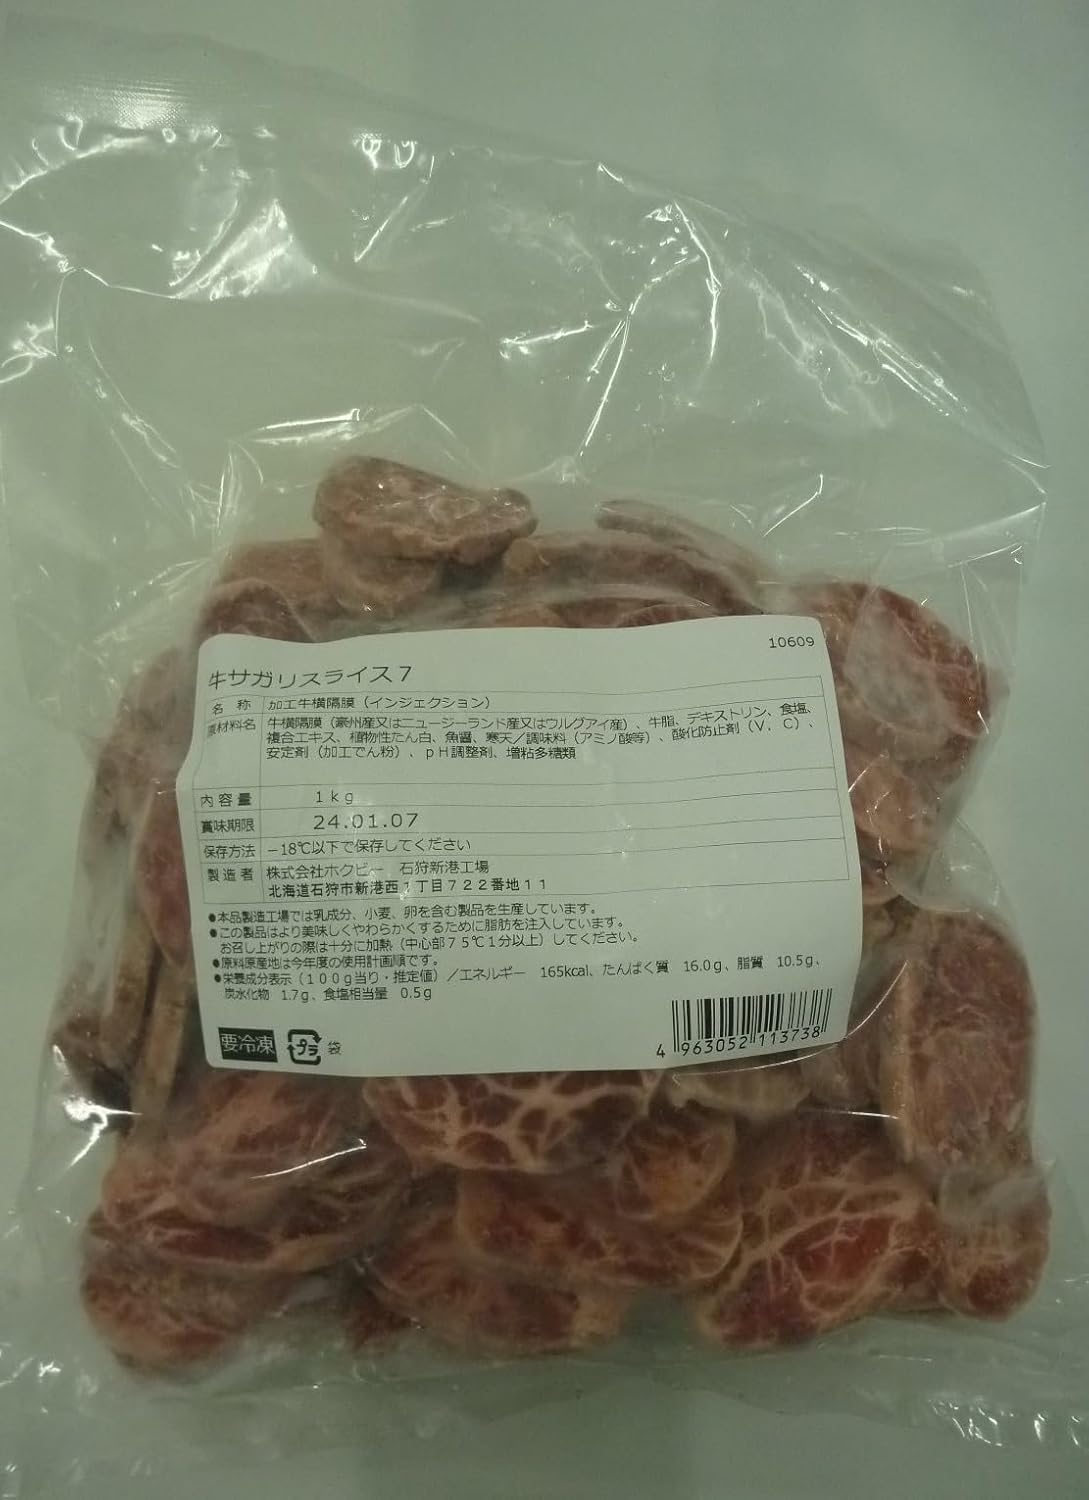 10609
牛サガリスライス7
名 称 加工牛横隔膜（インジェクション）
原材料名 牛横隔膜（豪州産又はニュージーランド産又はウルグアイ産）、牛脂、デキストリン、食塩、
複合エキス、植物性たん白、魚醤、寒天／調味料（アミノ酸等）、酸化防止剤（V．C）、
安定剤（加工でん粉）、pH調整剤、増粘多糖類
内容量 1kg
賞味期限 24.01.07
保存方法 −18℃以下で保存してください
製造者 株式会社ホクビー 石狩新港工場
北海道石狩市新港西1丁目722番地11
●本品製造工場では乳成分、小麦、卵を含む製品を生産しています。
●この製品はより美味しくやわらかくするために脂肪を注入しています。
お召し上がりの際は十分に加熱（中心部75℃1分以上）してください。
●原料原産地は今年度の使用計画順です。
●栄養成分表示（100g当り・推定値）／エネルギー 165kcal、たんぱく質 16.0g、脂質 10.5g、
炭水化物 1.7g、食塩相当量 0.5g
要冷凍 プラ 袋
4 963052 113738